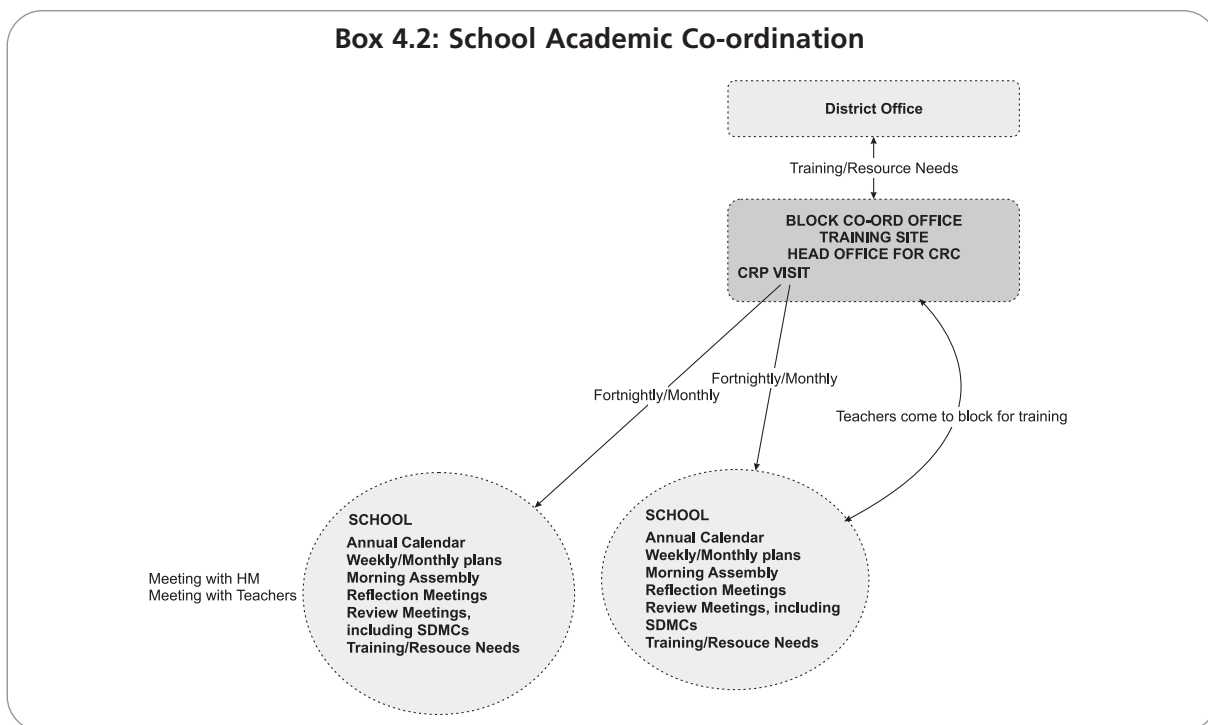 Box 4.2: School Academic Co-ordination
District Office
Training/Resource Needs
BLOCK CO-ORD OFFICE
TRAINING SITE
HEAD OFFICE FOR CRC
CRP VISIT
Fortnightly/Monthly
Fortnightly/Monthly
Teachers come to block for training
Meeting with HM
Meeting with Teachers
SCHOOL
Annual Calendar
Weekly/Monthly plans
Morning Assembly
Reflection Meetings
Review Meetings,
including SDMCs
Training/Resouce Needs
SCHOOL
Annual Calendar
Weekly/Monthly plans
Morning Assembly
Reflection Meetings
Review Meetings, including
SDMCs
Training/Resouce Needs